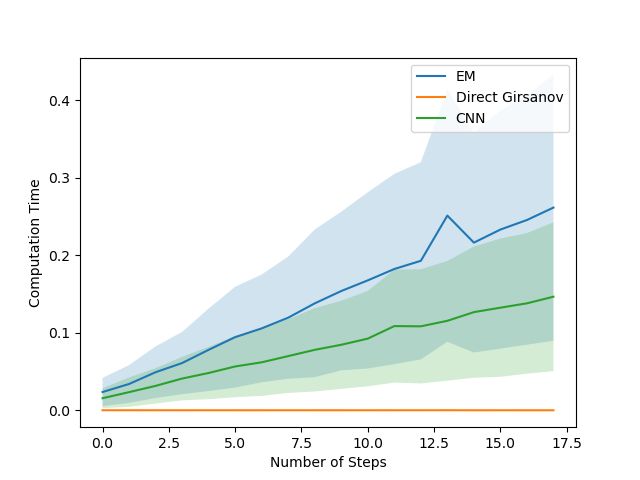 EM
Direct Girsanov
CNN
0.4
0.3
0.2
0.1
0.0
Computation Time
0.0 2.5 5.0 7.5 10.0 12.5 15.0 17.5
Number of Steps